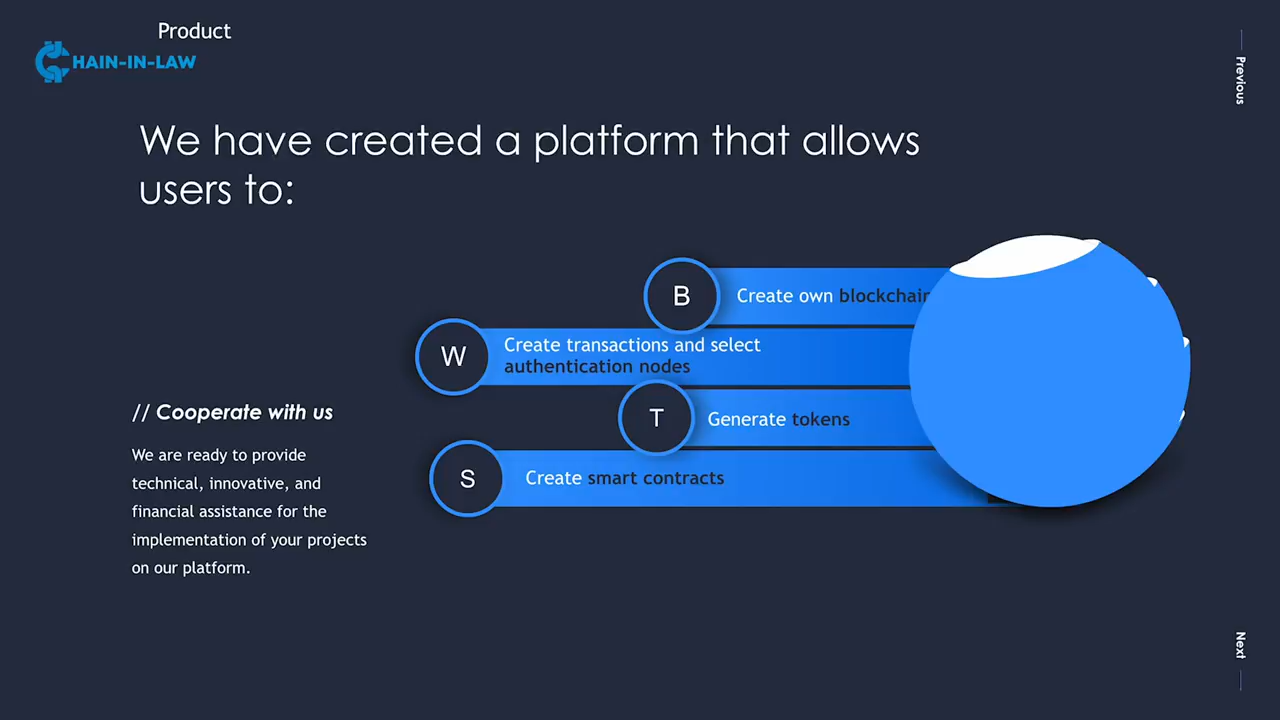 Product
HAIN-IN-LAW
Previous
We have created a platform that allows
users to:
B
Create own blockchain
W
Create transactions and select
authentication nodes
T
Generate tokens
S
Create smart contracts
// Cooperate with us
We are ready to provide
technical, innovative, and
financial assistance for the
implementation of your projects
on our platform.
Next